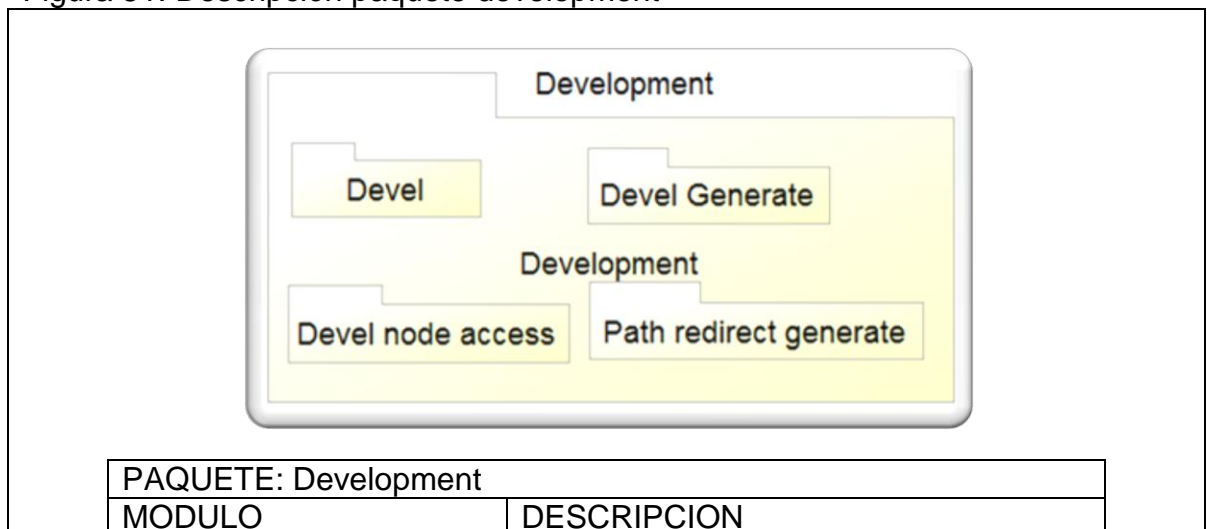 Figura Descripción paquete development
Development
Devel
Devel Generate
Development
Devel node access
Path redirect generate
PAQUETE: Development
MODULO DESCRIPCION